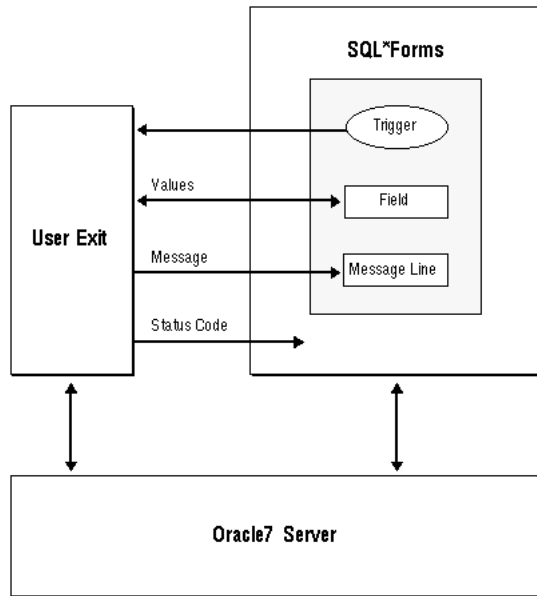 SQL*Forms
Trigger
Values
Field
User Exit
Message
Message Line
Status Code
Oracle7 Server